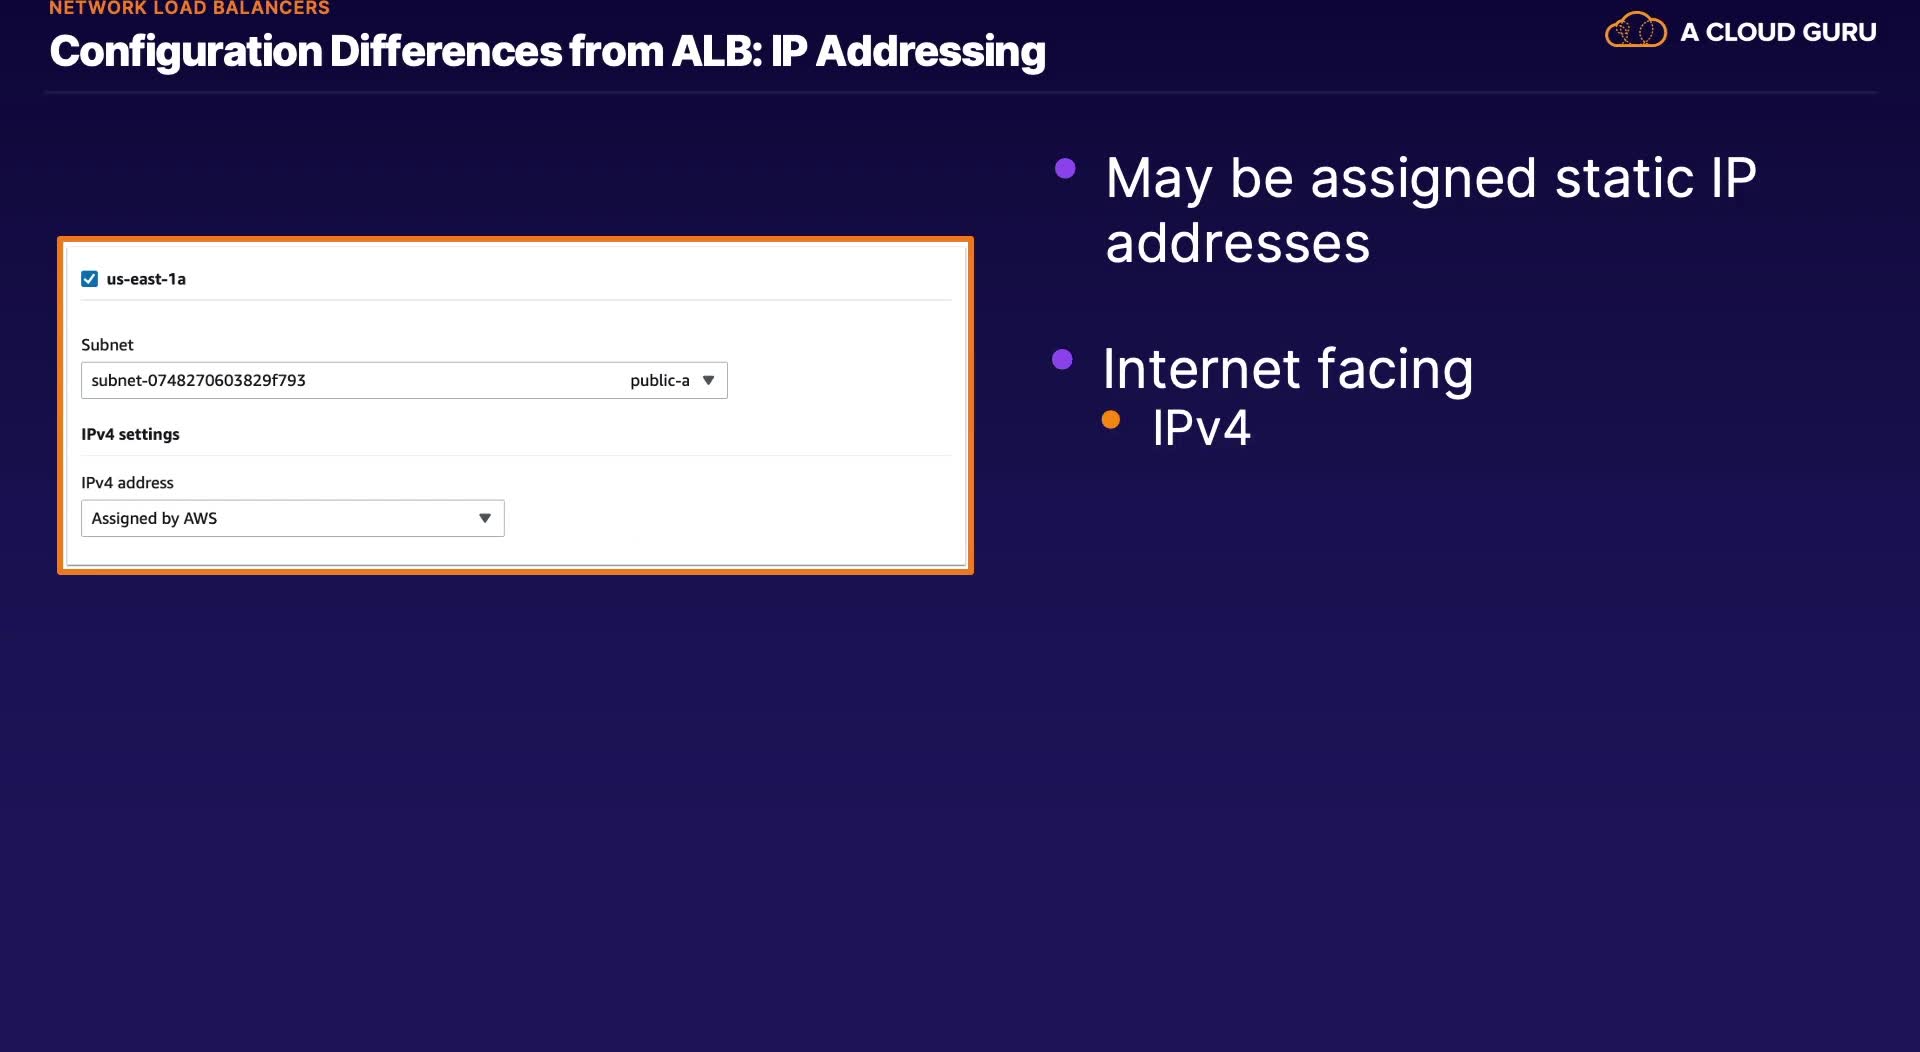 NETWORK LOAD BALANCERS
Configuration Differences from ALB: IP Addressing
A CLOUD GURU
us-east-1a
Subnet
subnet-0748270603829f793 public-a
IPv4 settings
IPv4 address
Assigned by AWS
May be assigned static IP
addresses
Internet facing
IPv4